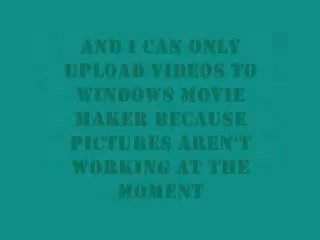 AND I CAN ONLY
UPLOAD VIDEOS TO
WINDOWS MOVIE
MAKER BECAUSE
PICTURES AREN'T
WORKING AT THE
MOMENT